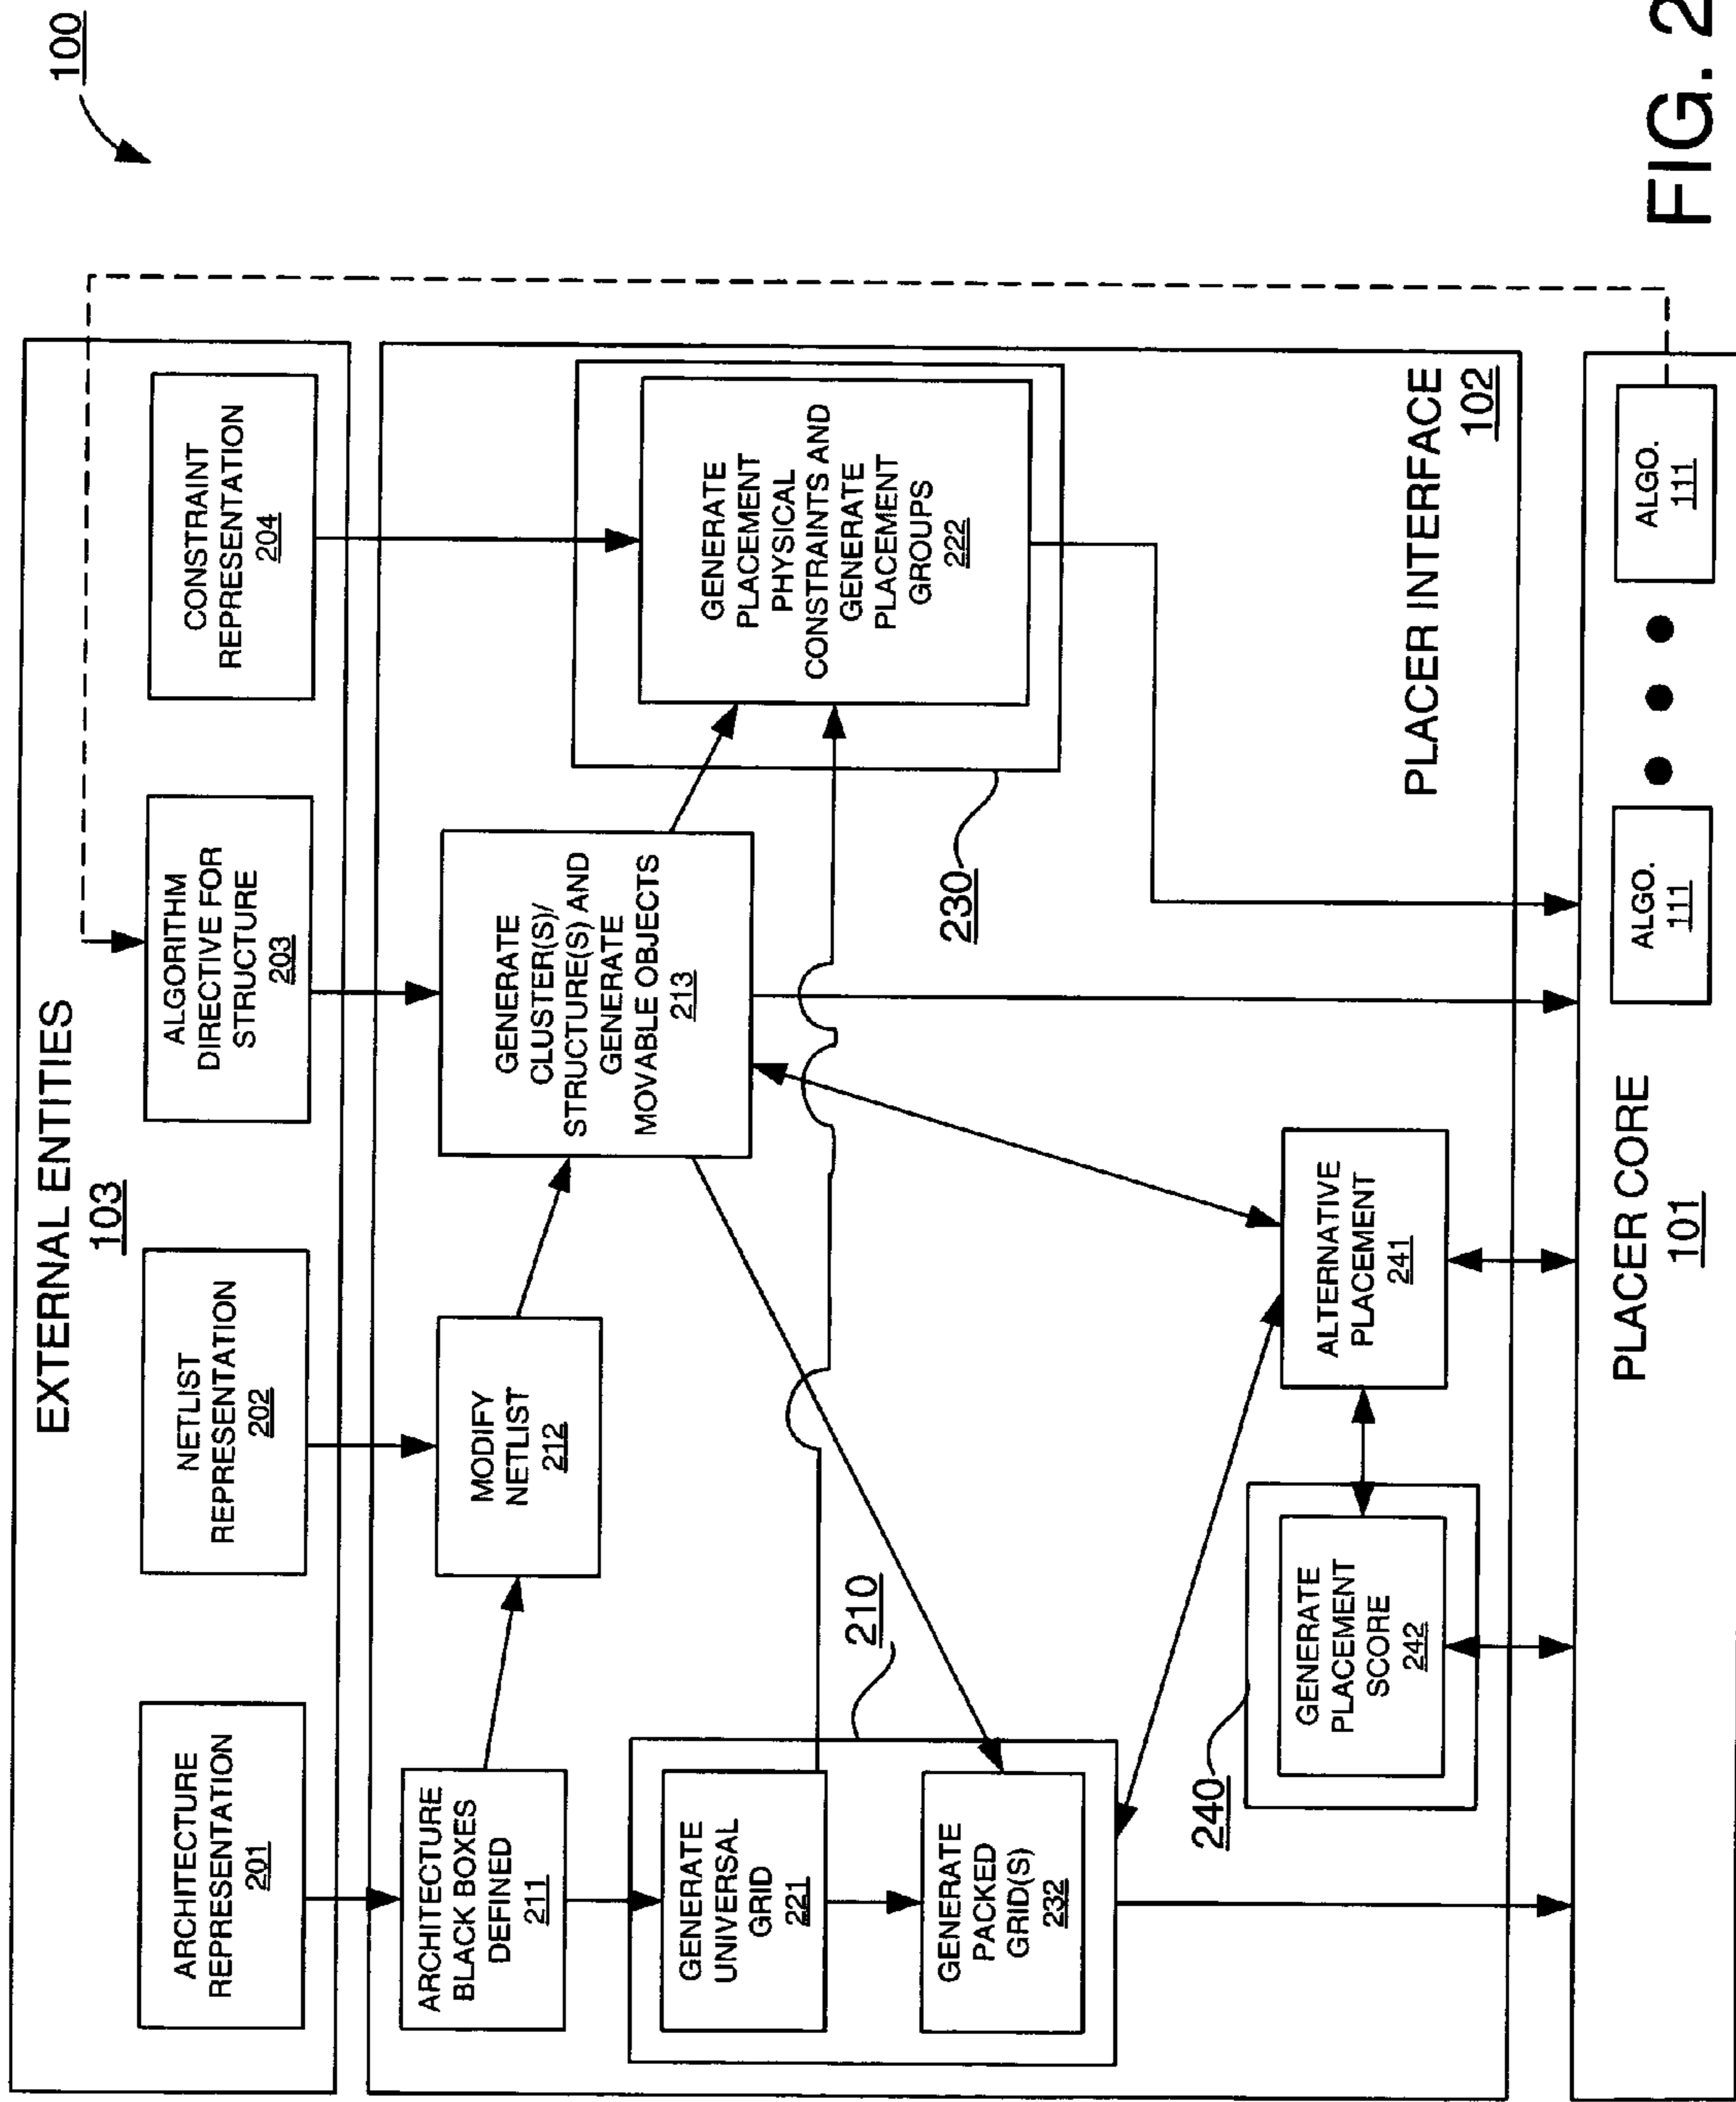 100
EXTERNAL ENTITIES
103
ARCHITECTURE
REPRESENTATION
201
NETLIST
REPRESENTATION
202
ALGORITHM
DIRECTIVE FOR
STRUCTURE
203
CONSTRAINT
REPRESENTATION
204
ARCHITECTURE
BLACK BOXES
DEFINED
211
MODIFY
NETLIST
212
GENERATE
CLUSTER(S)/
STRUCTURE(S) AND
GENERATE
MOVABLE OBJECTS
213
GENERATE
PLACEMENT
PHYSICAL
CONSTRAINTS AND
GENERATE
PLACEMENT
GROUPS
222
230
210
GENERATE
UNIVERSAL
GRID
221
GENERATE
PACKED
GRID(S)
232
240
GENERATE
PLACEMENT
SCORE
242
ALTERNATIVE
PLACEMENT
241
PLACER INTERFACE
102
PLACER CORE
101
ALGO.
111
ALGO.
111
FIG. 2